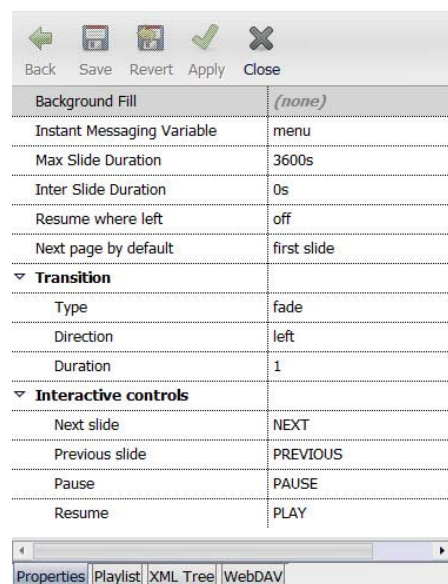 Back Save Revert Apply Close
Background Fill (none)
Instant Messaging Variable menu
Max Slide Duration 3600s
Inter Slide Duration 0s
Resume where left off
Next page by default first slide
Transition
Type fade
Direction left
Duration 1
Interactive controls
Next slide NEXT
Previous slide PREVIOUS
Pause PAUSE
Resume PLAY
Properties Playlist XML Tree WebDAV